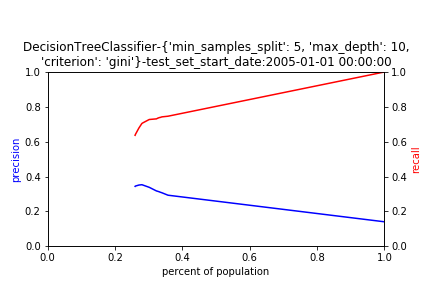 DecisionTreeClassifier-{'min_samples_split': 5, 'max_depth': 10,
'criterion': 'gini'}-test_set_start_date:2005-01-01 00:00:00
1.0
0.8
0.6
0.4
0.2
0.0
precision
1.0
0.8
0.6
0.4
0.2
0.0
recall
0.0 0.2 0.4 0.6 0.8 1.0
percent of population